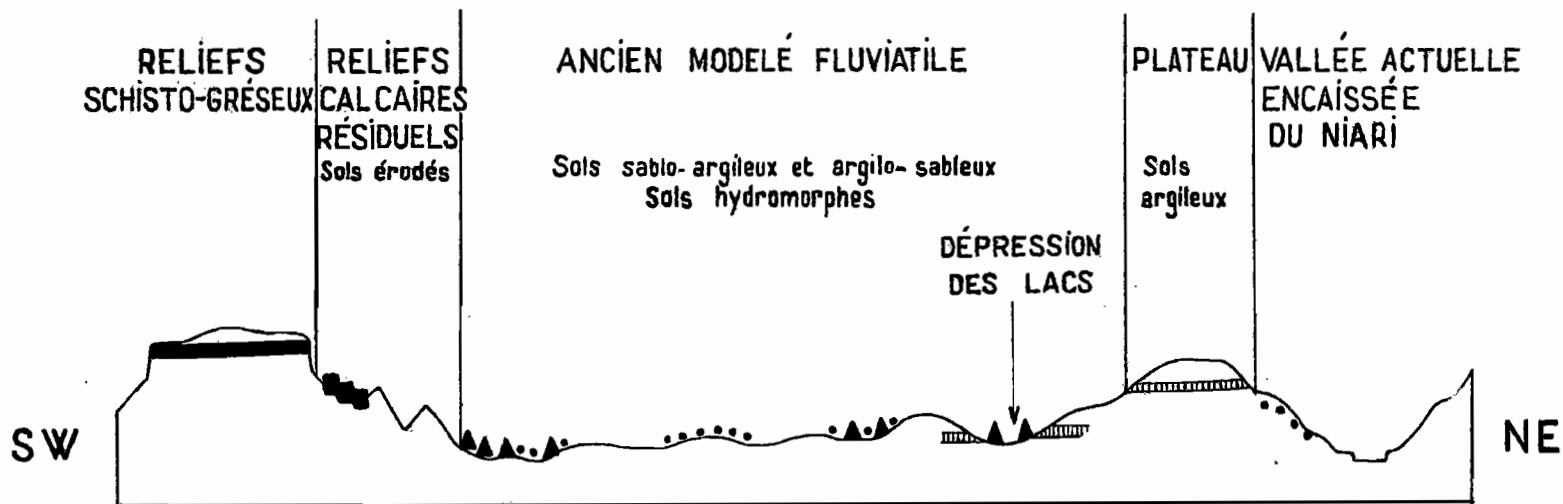 RELIEFS
SCHISTO-GRÉSEUX
RELIEFS
CALCAIRES
RÉSIDUELS
Sols érodés
ANCIEN MODELÉ FLUVIATILE
Sols sablo-argileux et argilo-sableux
Sols hydromorphes
DÉPRESSION
DES LACS
PLATEAU
Sols
argileux
VALLÉE ACTUELLE
ENCAISSÉE
DU NIARI
SW
NE